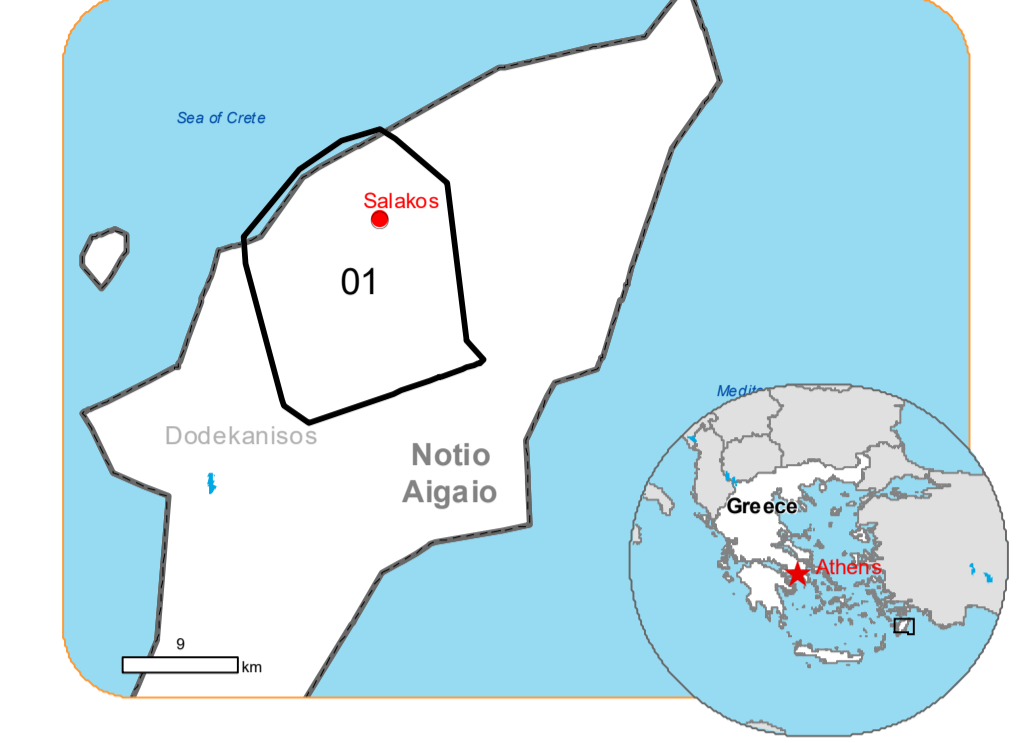 Sea of Crete
Salakos
01
Dodekanisos
Notio
Aigaio
Greece
Athens
9
km